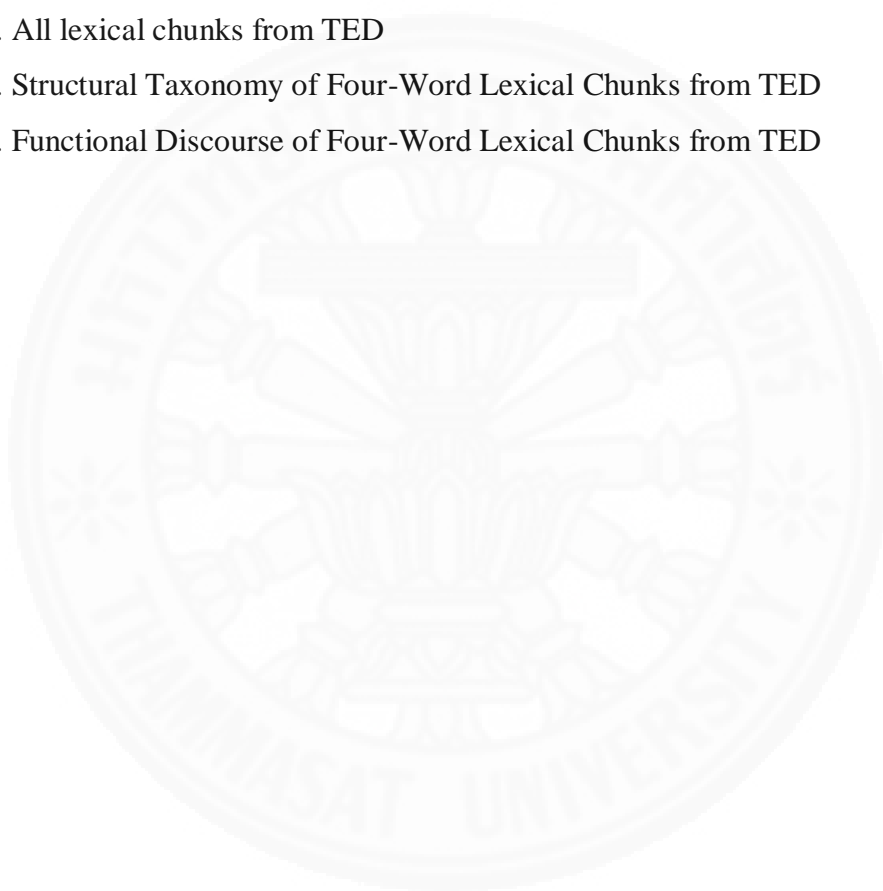 . All lexical chunks from TED
. Structural Taxonomy of Four-Word Lexical Chunks from TED
. Functional Discourse of Four-Word Lexical Chunks from TED
THAMMASAT UNIVERSITY